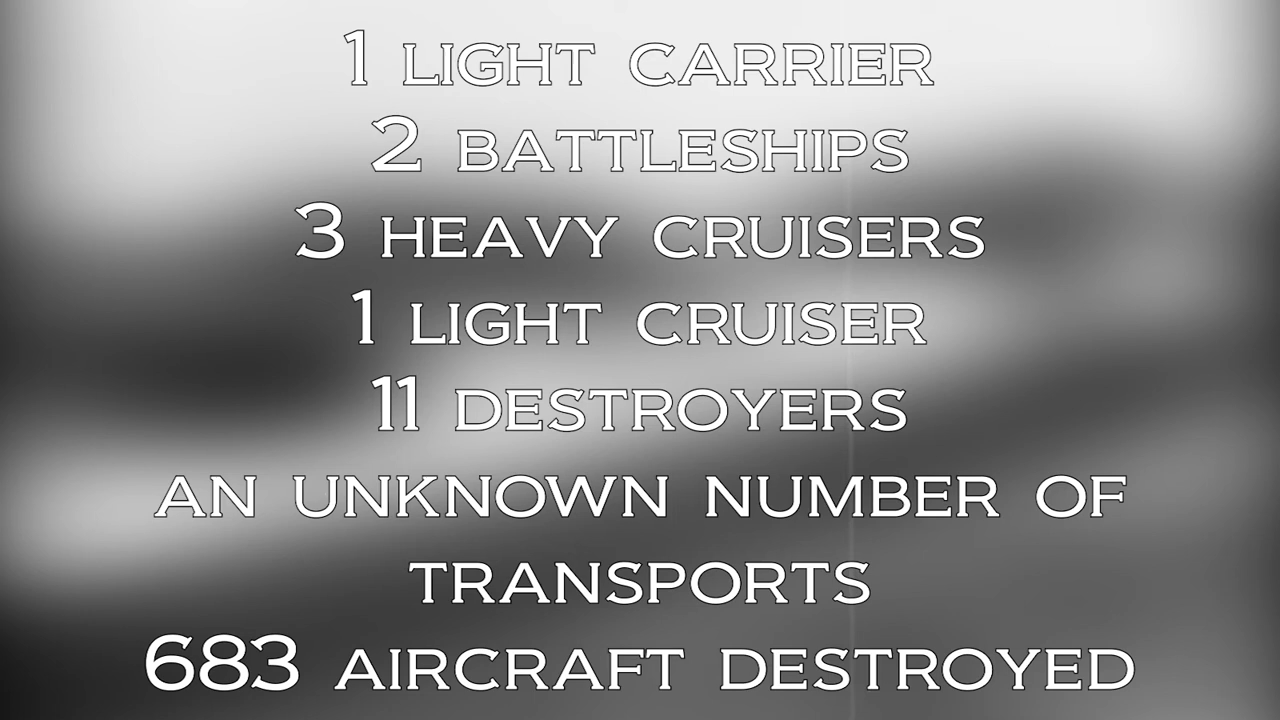 1 LIGHT CARRIER
2 BATTLESHIPS
3 HEAVY CRUISERS
1 LIGHT CRUISER
11 DESTROYERS
AN UNKNOWN NUMBER OF
TRANSPORTS
683 AIRCRAFT DESTROYED